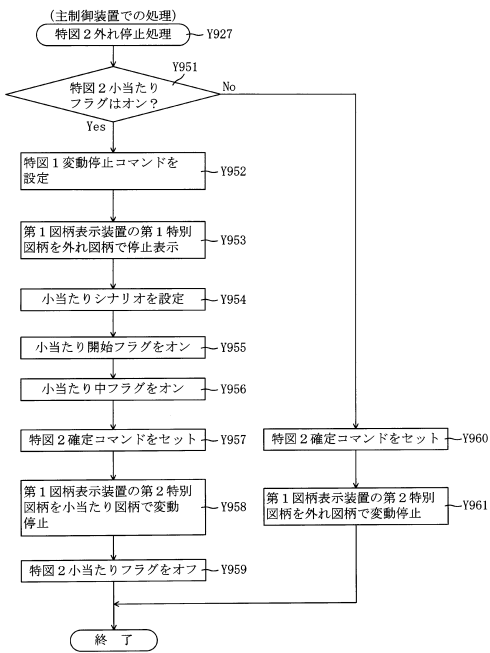 (主制御装置での処理)
特図2外れ停止処理
Y927
Y951
特図2小当たり
フラグはオン?
No
Yes
特図1変動停止コマンドを
設定
Y952
第1図柄表示装置の第1特別
図柄を外れ図柄で停止表示
Y953
小当たりシナリオを設定
Y954
小当たり開始フラグをオン
Y955
小当たり中フラグをオン
Y956
特図2確定コマンドをセット
Y957
特図2確定コマンドをセット
Y960
第1図柄表示装置の第2特別
図柄を小当たり図柄で変動
停止
Y958
第1図柄表示装置の第2特別
図柄を外れ図柄で変動停止
Y961
特図2小当たりフラグをオフ
Y959
終 了